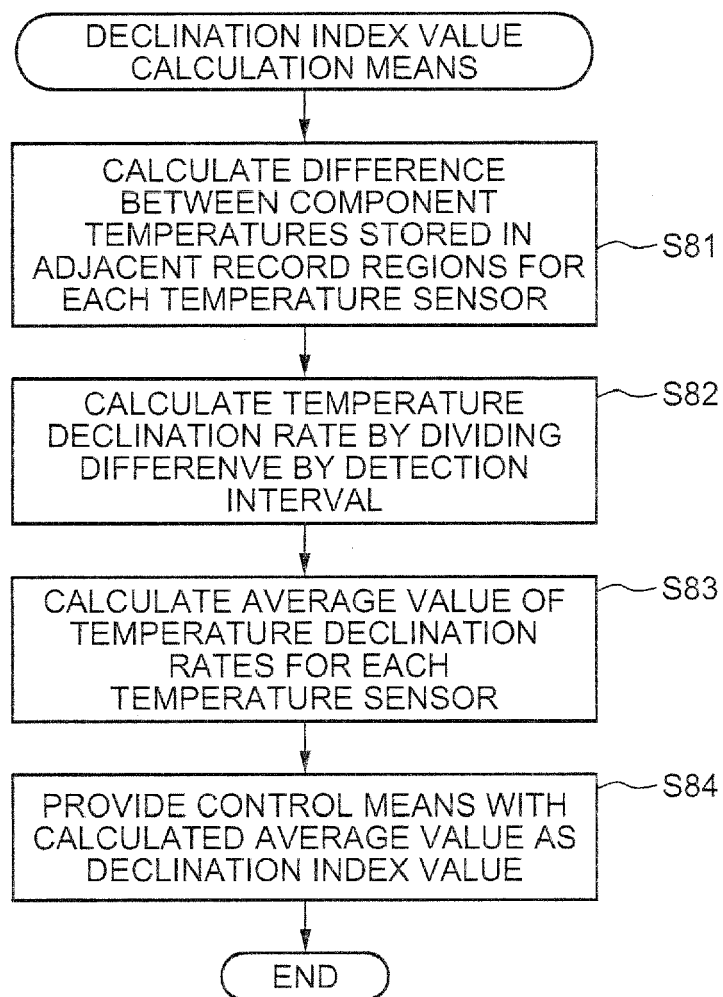 DECLINATION INDEX VALUE
CALCULATION MEANS
CALCULATE DIFFERENCE
BETWEEN COMPONENT
TEMPERATURES STORED IN
ADJACENT RECORD REGIONS FOR
EACH TEMPERATURE SENSOR
S81
CALCULATE TEMPERATURE
DECLINATION RATE BY DIVIDING
DIFFERENVE BY DETECTION
INTERVAL
S82
CALCULATE AVERAGE VALUE OF
TEMPERATURE DECLINATION
RATES FOR EACH
TEMPERATURE SENSOR
S83
PROVIDE CONTROL MEANS WITH
CALCULATED AVERAGE VALUE AS
DECLINATION INDEX VALUE
S84
END